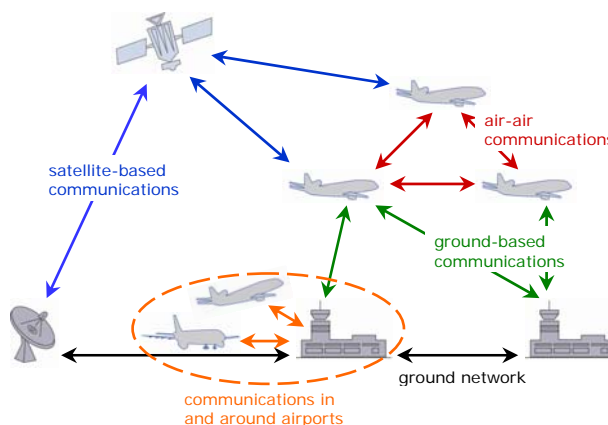 air-air
communications
satellite-based
communications
ground-based
communications
ground network
communications in
and around airports